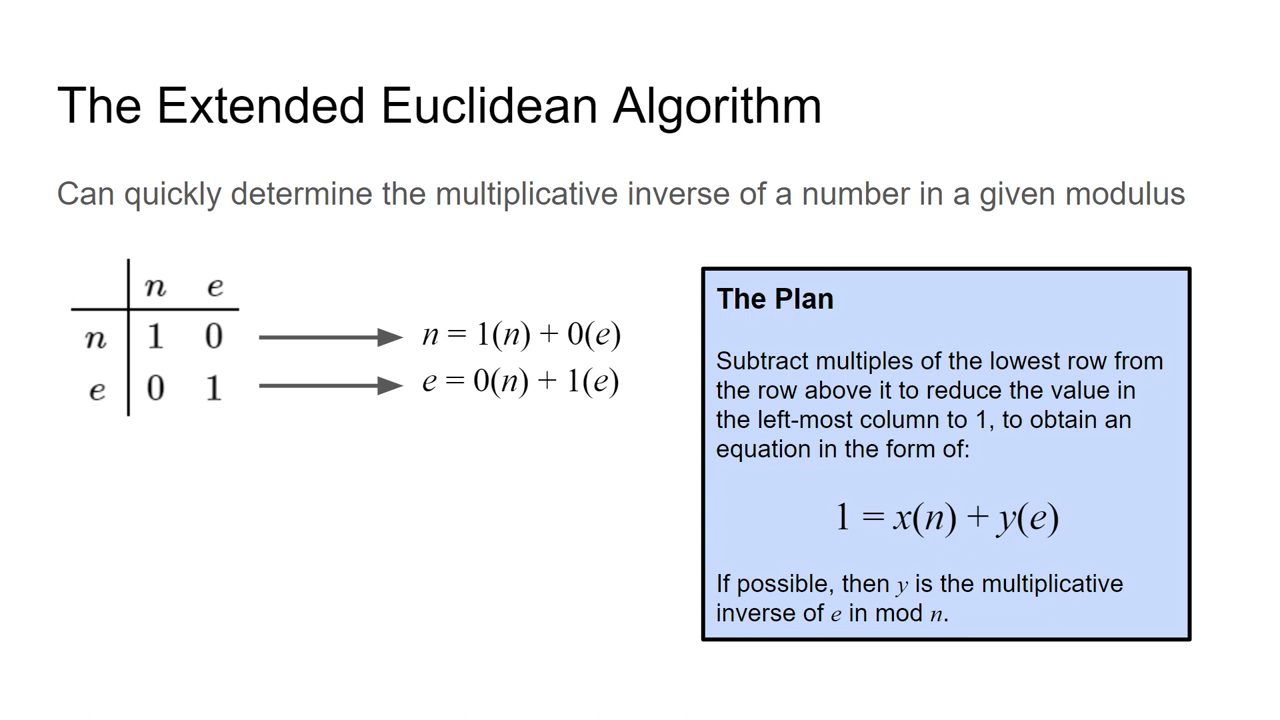 The Extended Euclidean Algorithm
Can quickly determine the multiplicative inverse of a number in a given modulus
n e
n 1 0
e 0 1
n = 1(n) + 0(e)
e = 0(n) + 1(e)
The Plan
Subtract multiples of the lowest row from
the row above it to reduce the value in
the left-most column to 1, to obtain an
equation in the form of:
1 = x(n) + y(e)
If possible, then y is the multiplicative
inverse of e in mod n.